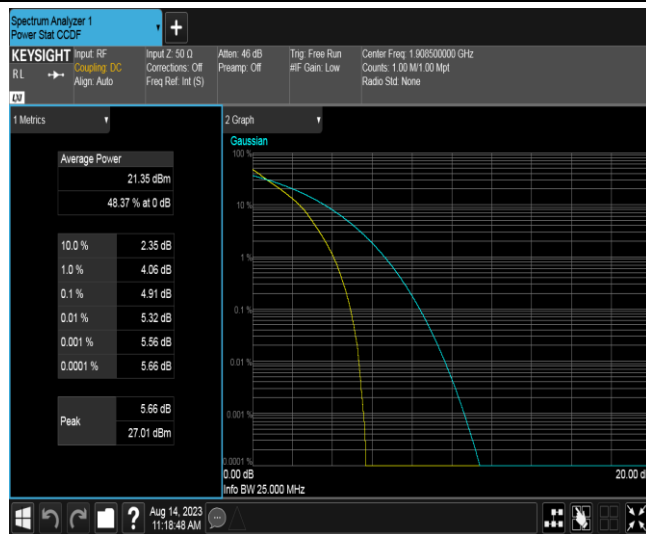 Spectrum Analyzer 1
Power Stat CCDF
+
KEYSIGHT
RL
Input: RF
Coupling: DC
Align: Auto
Input Z: 50 Ω
Corrections: Off
Freq Ref: Int (S)
Atten: 46 dB
Preamp: Off
Trig: Free Run
#IF Gain: Low
Center Freq: 1.908500000 GHz
Counts: 1.00 M/1.00 Mpt
Radio Std: None
LXI
1 Metrics
Average Power
21.35 dBm
48.37 % at 0 dB
10.0 % 2.35 dB
1.0 % 4.06 dB
0.1 % 4.91 dB
0.01 % 5.32 dB
0.001 % 5.56 dB
0.0001 % 5.66 dB
Peak
5.66 dB
27.01 dBm
2 Graph
Gaussian
100 %
10 %
1 %
0.1 %
0.01 %
0.001 %
0.0001 %
0.00 dB
20.00 d
Info BW 25.000 MHz
?
Aug 14, 2023
11:18:48 AM